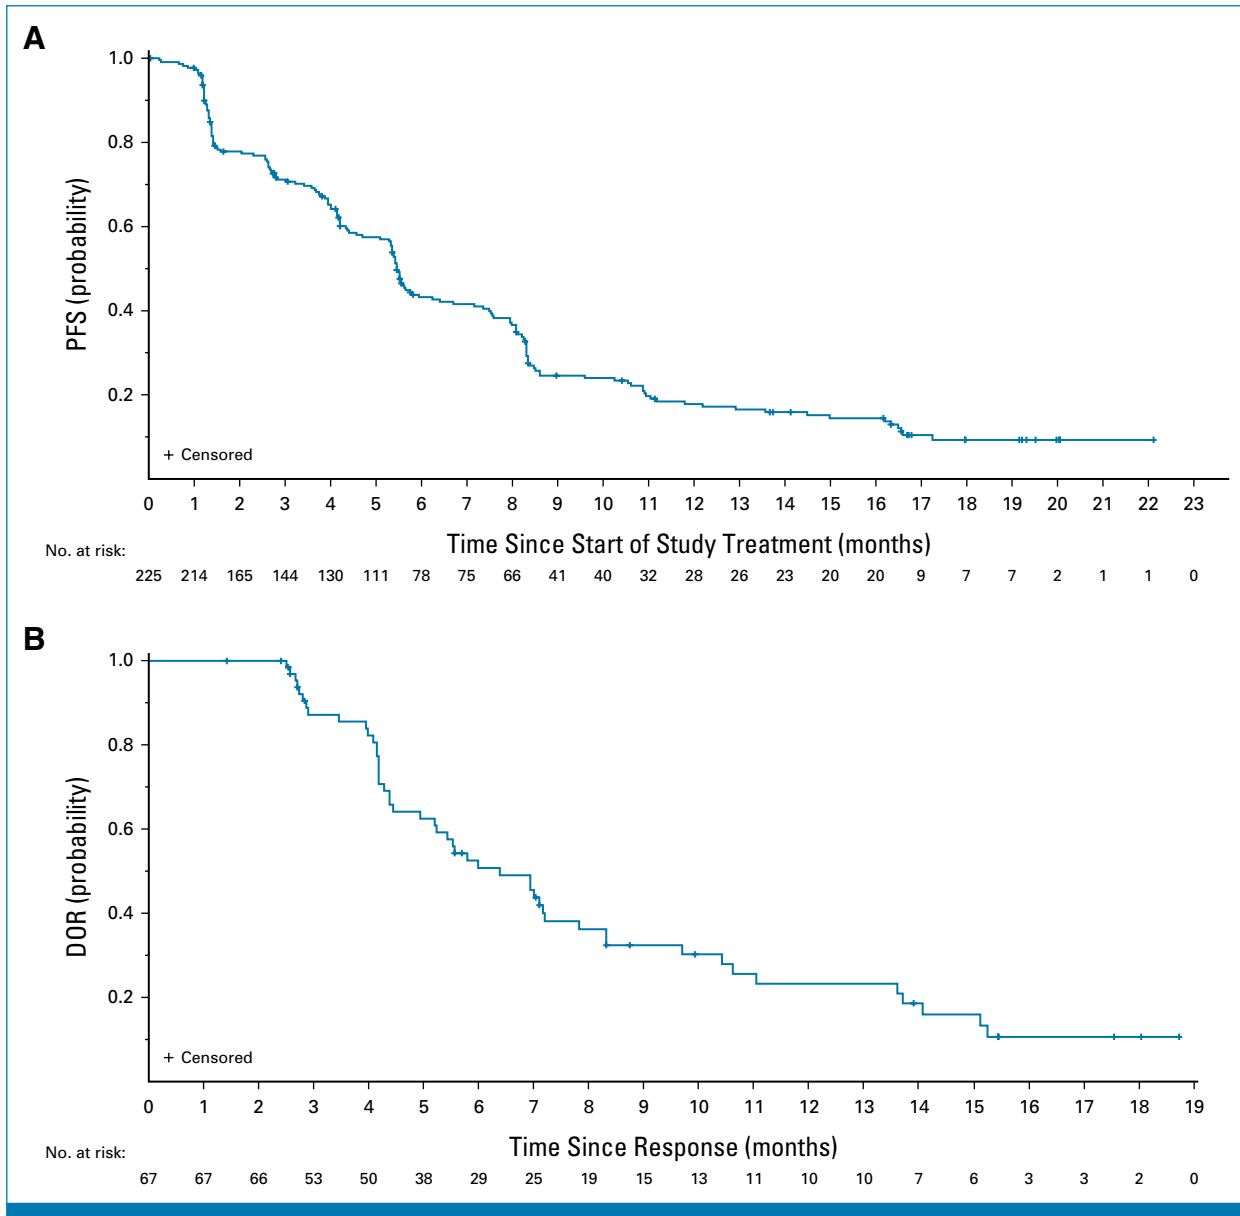 A
PFS (probability)
1.0
0.8
0.6
0.4
0.2
+ Censored
0 1 2 3 4 5 6 7 8 9 10 11 12 13 14 15 16 17 18 19 20 21 22 23
Time Since Start of Study Treatment (months)
No. at risk:
225 214 165 144 130 111 78 75 66 41 40 32 28 26 23 20 20 9 7 7 2 1 1 0
B
DOR (probability)
1.0
0.8
0.6
0.4
0.2
+ Censored
0 1 2 3 4 5 6 7 8 9 10 11 12 13 14 15 16 17 18 19
Time Since Response (months)
No. at risk:
67 67 66 53 50 38 29 25 19 15 13 11 10 10 7 6 3 3 2 0